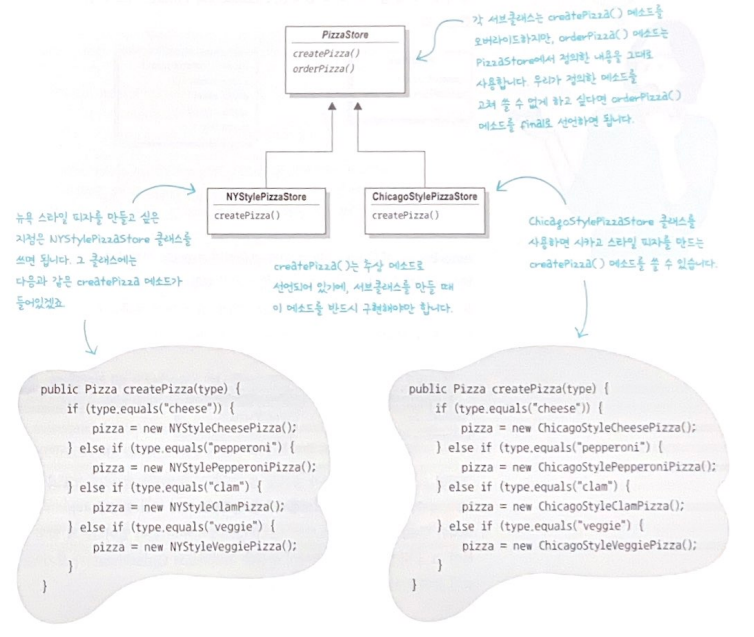 PizzaStore
createPizza()
orderPizza()
각 서브클래스는 createPizza() 메소드를
오버라이드하지만, orderPizza() 메소드는
PizzaStore에서 정의한 내용을 그대로
사용합니다. 우리가 정의한 메소드를
고쳐 쓸 수 없게 하고 싶다면 orderPizza()
메소드를 final로 선언하면 됩니다.
NYStylePizzaStore
createPizza()
ChicagoStylePizzaStore
createPizza()
뉴욕 스타일 피자를 만들고 싶은
지점은 NYStylePizzaStore 클래스를
쓰면 됩니다. 그 클래스에는
다음과 같은 createPizza 메소드가
들어있겠죠
createPizza()는 추상 메소드로
선언되어 있기에, 서브클래스를 만들 때
이 메소드를 반드시 구현해야만 합니다.
ChicagoStylePizzaStore 클래스를
사용하면 시카고 스타일 피자를 만드는
createPizza() 메소드를 쓸 수 있습니다.
public Pizza createPizza(type) {
if (type.equals("cheese")) {
pizza = new NYStyleCheesePizza();
} else if (type.equals("pepperoni") {
pizza = new NYStylePepperoniPizza();
} else if (type.equals("clam") {
pizza = new NYStyleClamPizza();
} else if (type.equals("veggie") {
pizza = new NYStyleVeggiePizza();
}
}
public Pizza createPizza(type) {
if (type.equals("cheese")) {
pizza = new ChicagoStyleCheesePizza();
} else if (type.equals("pepperoni") {
pizza = new ChicagoStylePepperoniPizza();
} else if (type.equals("clam") {
pizza = new ChicagoStyleClamPizza();
} else if (type.equals("veggie") {
pizza = new ChicagoStyleVeggiePizza();
}
}